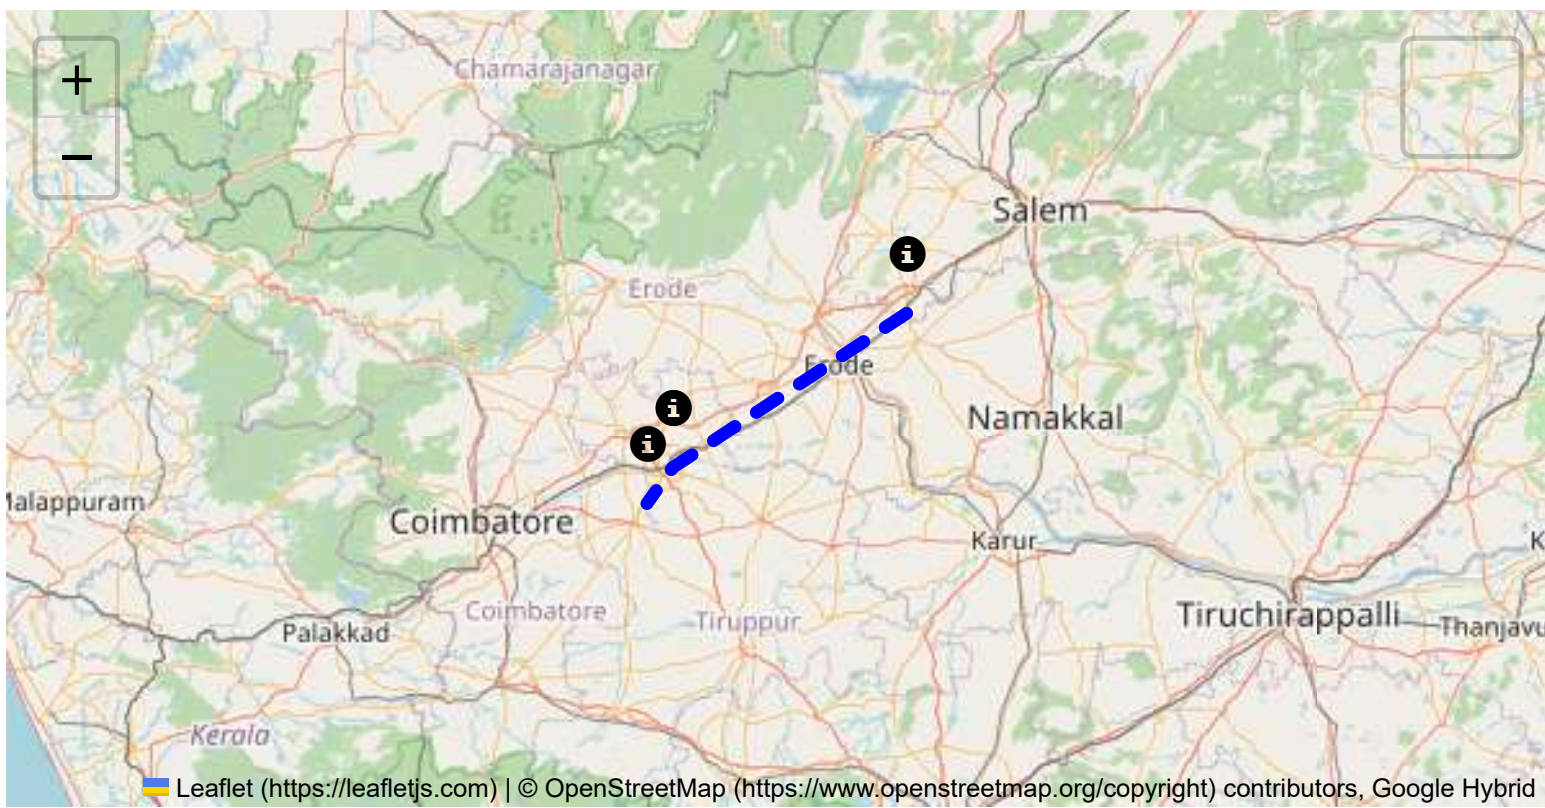 +
Chamarajanagar
−
Salem
Erode
Erode
Namakkal
Malappuram
Coimbatore
Karur
K
Coimbatore
Tiruppur
Tiruchirappalli
Thanjavu
Palakkad
Kerala
Leaflet (https://leafletjs.com) | © OpenStreetMap (https://www.openstreetmap.org/copyright) contributors, Google Hybrid